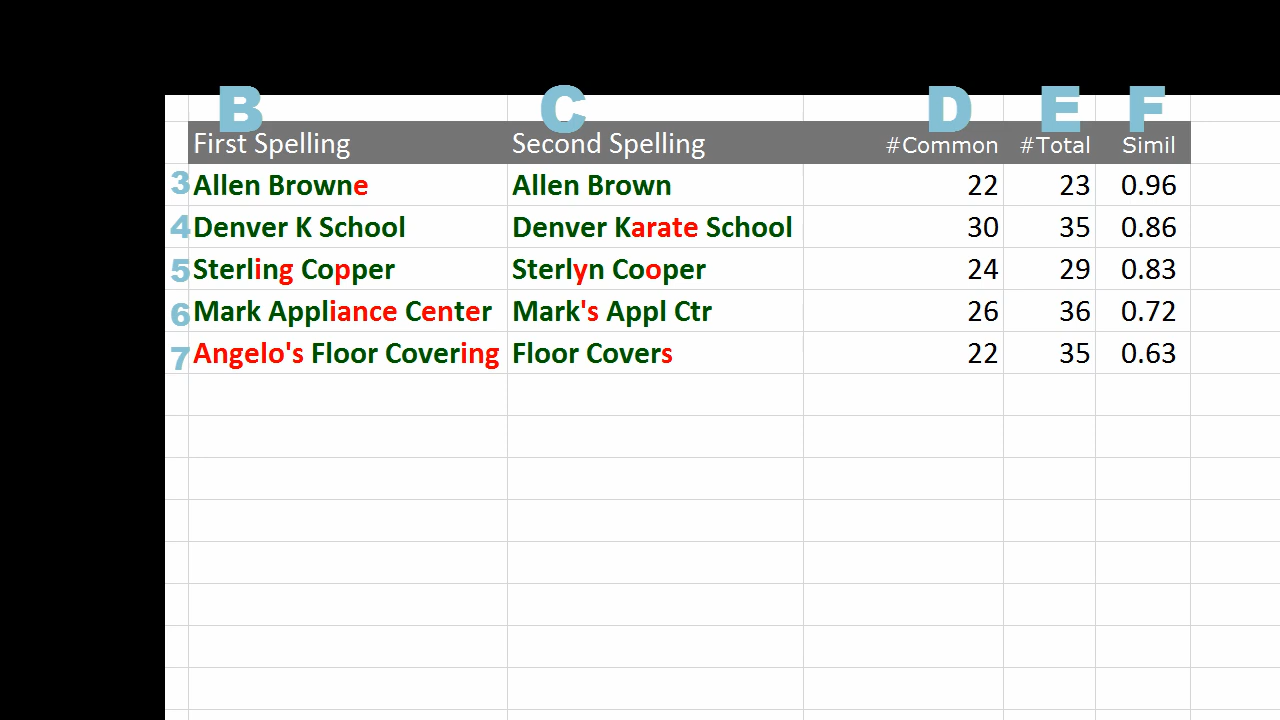 B C D E F
First Spelling Second Spelling #Common #Total Simil
3 Allen Browne Allen Brown 22 23 0.96
4 Denver K School Denver Karate School 30 35 0.86
5 Sterling Copper Sterlyn Cooper 24 29 0.83
6 Mark Appliance Center Mark's Appl Ctr 26 36 0.72
7 Angelo's Floor Covering Floor Covers 22 35 0.63